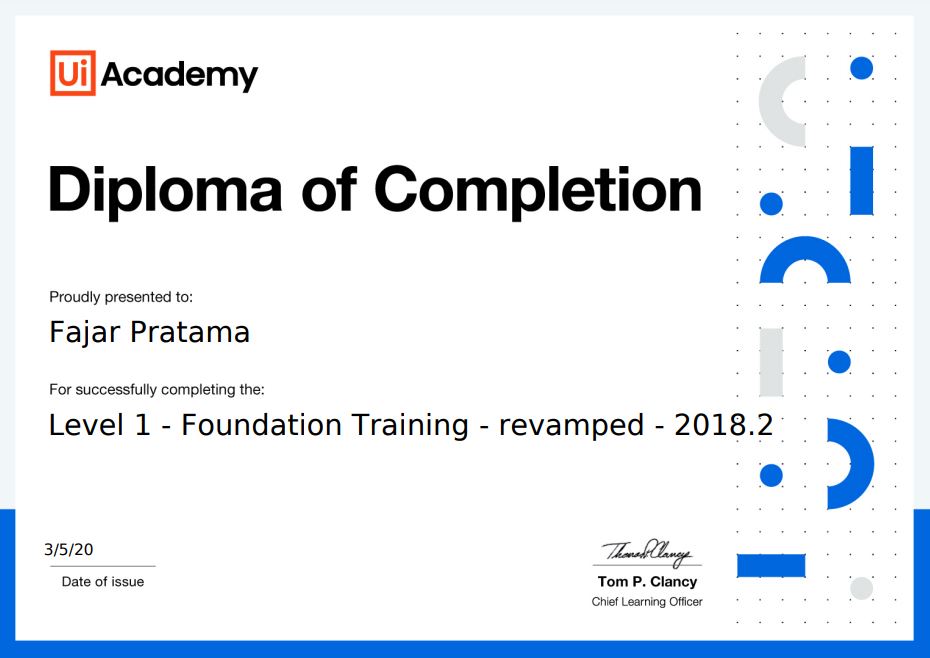 Ui Academy
Diploma of Completion
Proudly presented to:
Fajar Pratama
For successfully completing the:
Level 1 - Foundation Training - revamped - 2018.2
3/5/20
Date of issue
Thomas P. Clancy
Tom P. Clancy
Chief Learning Officer